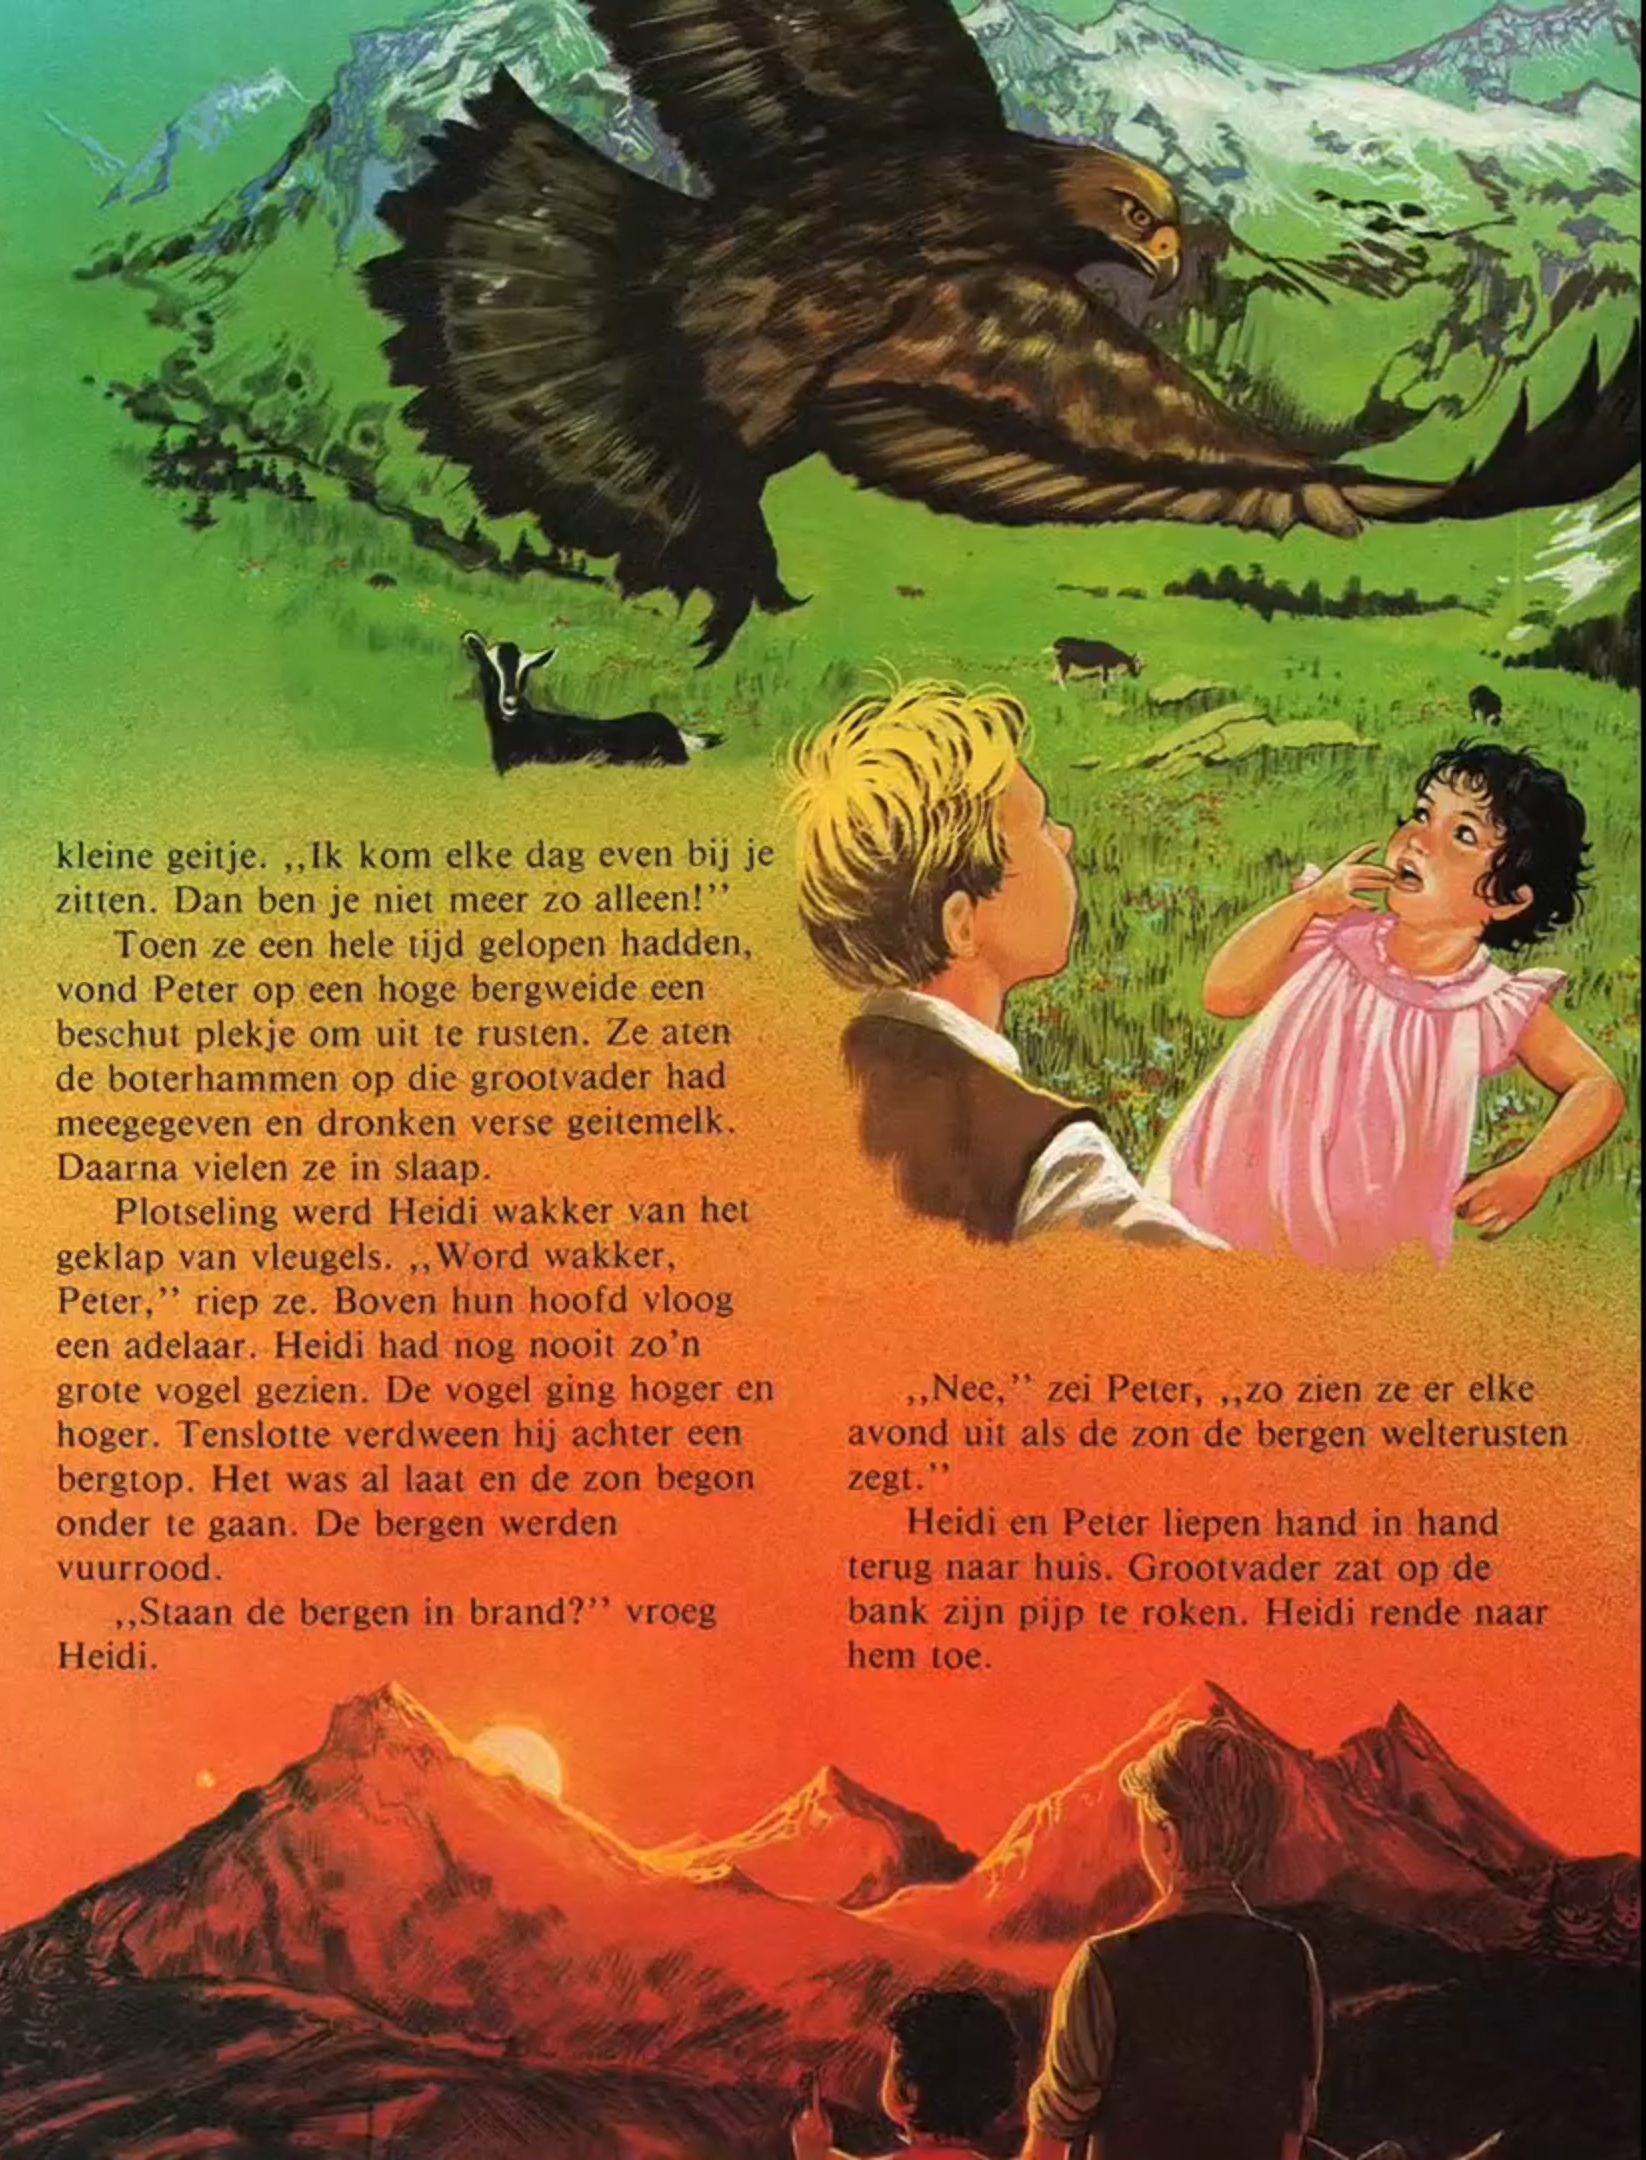 kleine geitje. ,,Ik kom elke dag even bij je
zitten. Dan ben je niet meer zo alleen!’’
Toen ze een hele tijd gelopen hadden,
vond Peter op een hoge bergweide een
beschut plekje om uit te rusten. Ze aten
de boterhammen op die grootvader had
meegegeven en dronken verse geitemelk.
Daarna vielen ze in slaap.
Plotseling werd Heidi wakker van het
geklap van vleugels. ,,Word wakker,
Peter,’’ riep ze. Boven hun hoofd vloog
een adelaar. Heidi had nog nooit zo’n
grote vogel gezien. De vogel ging hoger en
hoger. Tenslotte verdween hij achter een
bergtop. Het was al laat en de zon begon
onder te gaan. De bergen werden
vuurrood.
,,Staan de bergen in brand?’’ vroeg
Heidi.
,,Nee,’’ zei Peter, ,,zo zien ze er elke
avond uit als de zon de bergen welterusten
zegt.’’
Heidi en Peter liepen hand in hand
terug naar huis. Grootvader zat op de
bank zijn pijp te roken. Heidi rende naar
hem toe.